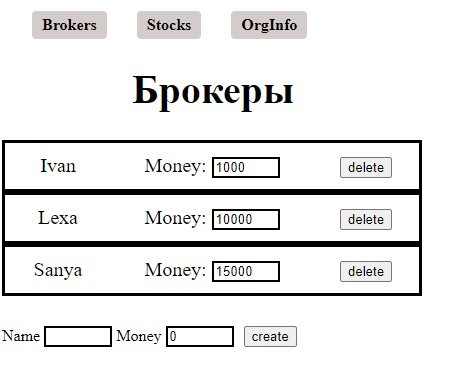 Brokers Stocks OrgInfo
Брокеры
Ivan Money: 1000 delete
Lexa Money: 10000 delete
Sanya Money: 15000 delete
Name Money 0 create